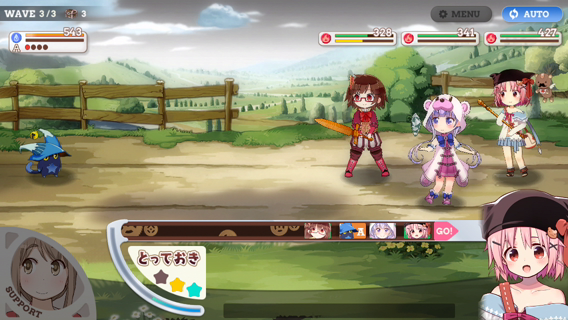 WAVE 3/3 3
MENU
AUTO
543
A
328
341
427
A
GO!
とっておき
SUPPORT